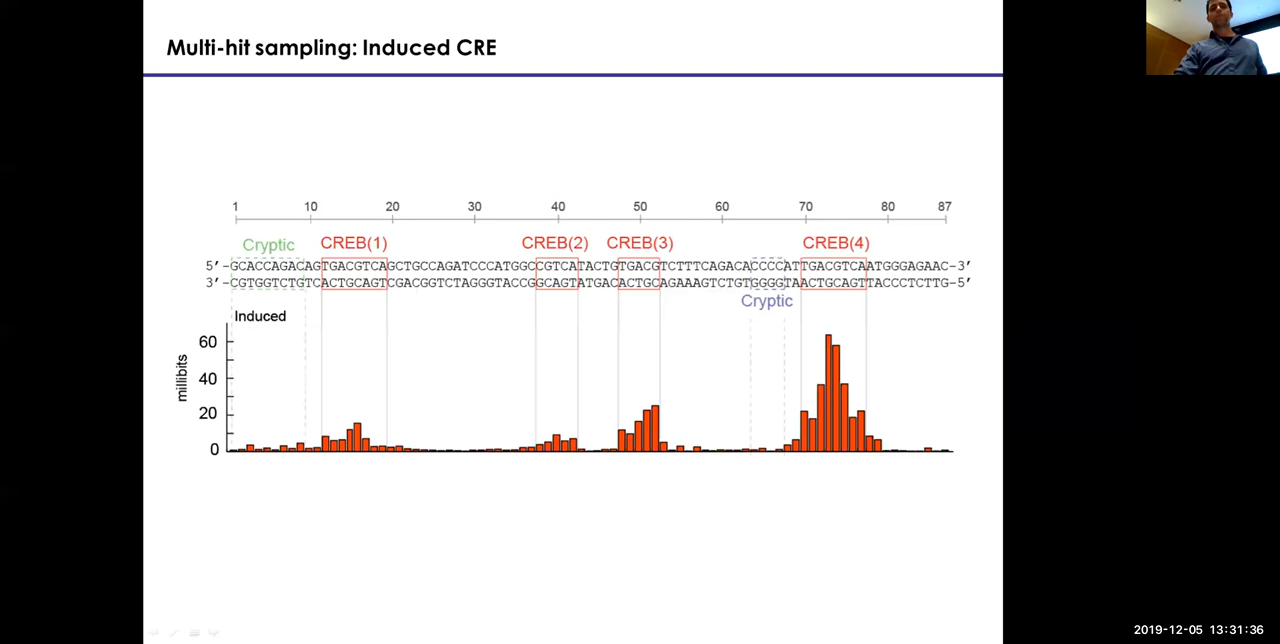 Multi-hit sampling: Induced CRE
1 10 20 30 40 50 60 70 80 87
Cryptic CREB(1) CREB(2) CREB(3) CREB(4)
5′-GCACCAGACAGTGACGTCAGCTGCCAGATCCCATGGCCGTCATACTGTGACGTCTTTCAGACACCCCATTGACGTCAATGGGAGAAC-3′
3′-CGTGGTCTGTCACTGCAGTCGACGGTCTAGGGTACCGGCAGTATGACACTGCAGAAAGTCTGTGGGGTAACTGCAGTTACCCTCTTG-5′
Cryptic
Induced
millibits
60
40
20
0
2019-12-05 13:31:36